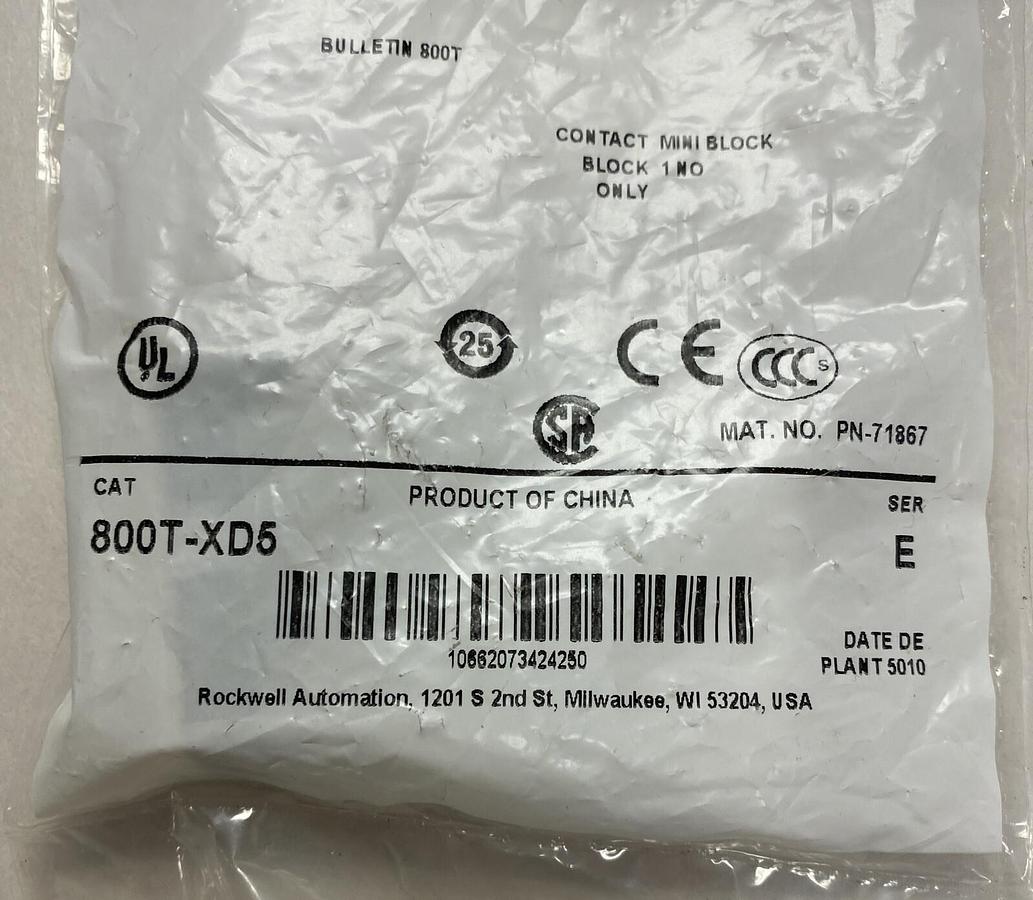 BULLETIN 800T
CONTACT MINI BLOCK
BLOCK 1 NO
ONLY
UL
25
CE
CCC S
SA
MAT. NO. PN-71867
CAT
PRODUCT OF CHINA
SER
800T-XD5
E
10662073424250
DATE DE
PLANT 5010
Rockwell Automation, 1201 S 2nd St, Milwaukee, WI 53204, USA